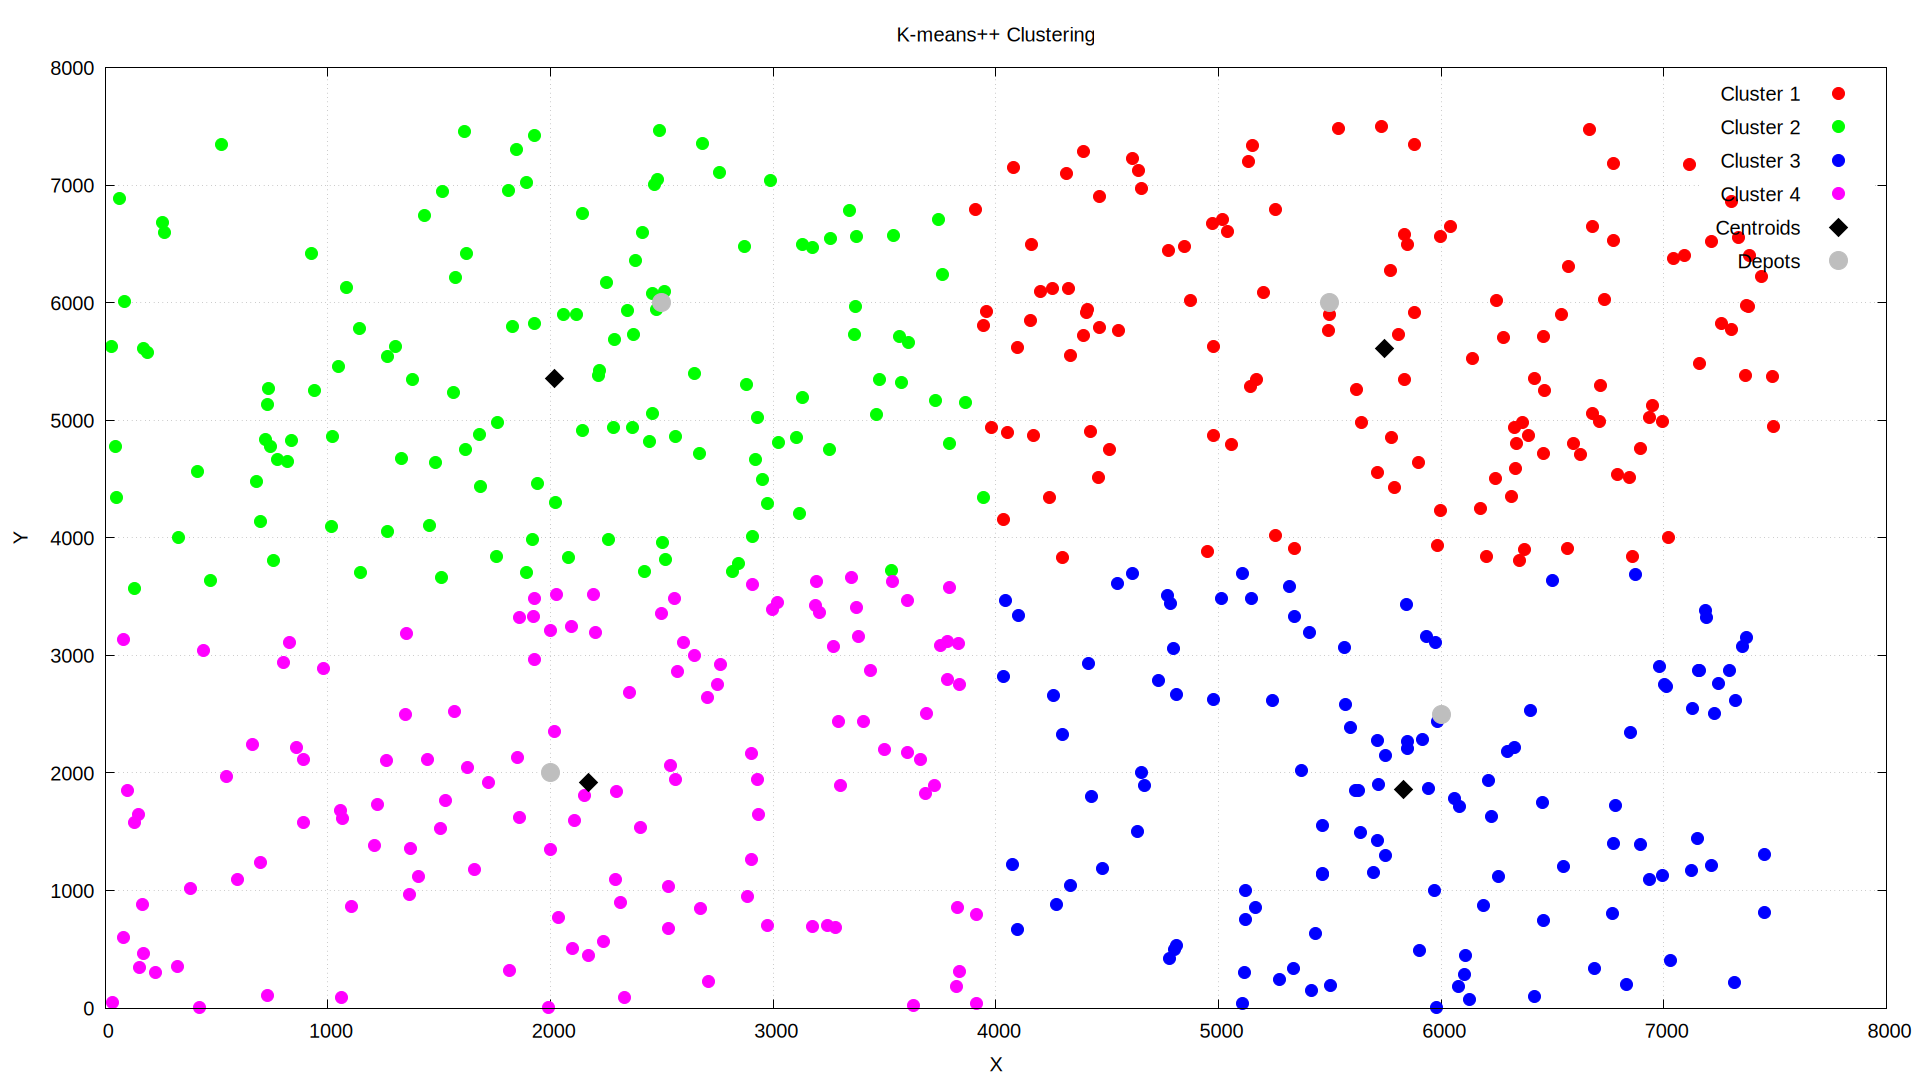 K-means++ Clustering
8000
7000
6000
5000
4000
3000
2000
1000
0
Y
Cluster 1
Cluster 2
Cluster 3
Cluster 4
Centroids
Depots
0 1000 2000 3000 4000 5000 6000 7000 8000
X